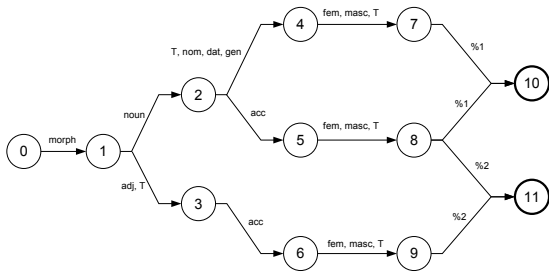 fem, masc, T
4
7
T, nom, dat, gen
%1
2
10
noun
acc
%1
fem, masc, T
morph
0
1
5
8
adj, T
%2
3
11
acc
%2
fem, masc, T
6
9